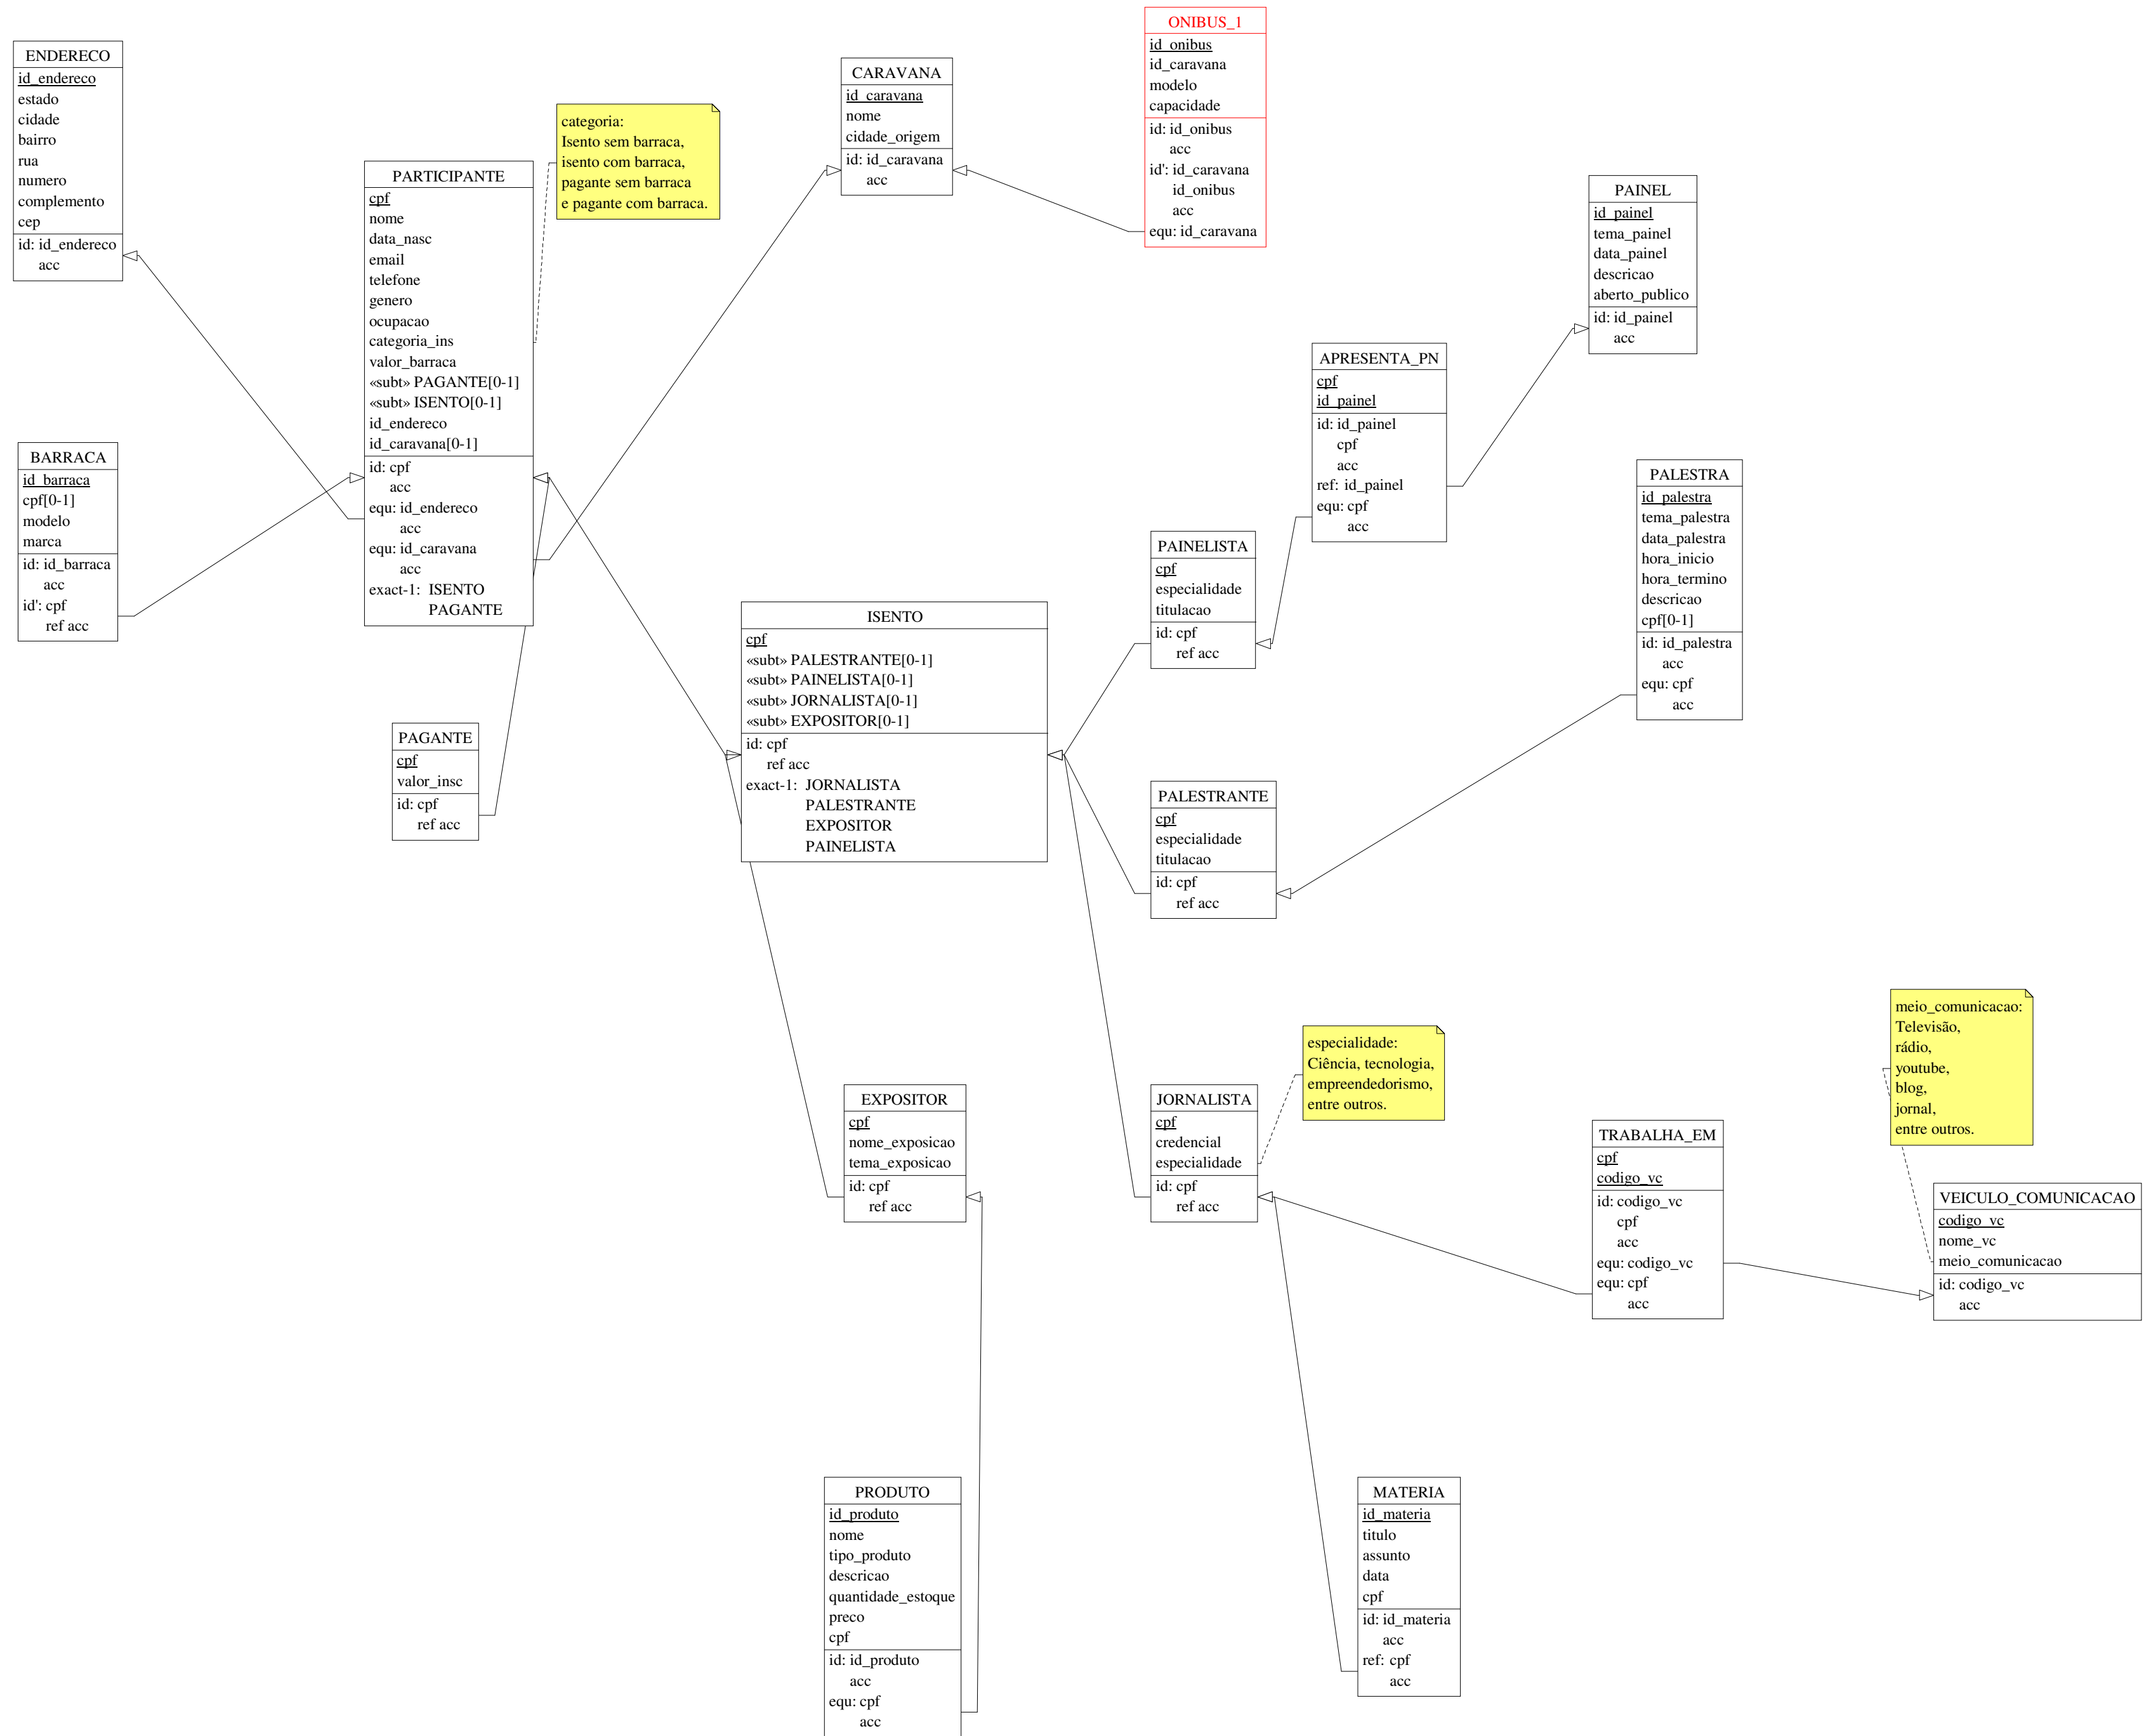 ENDERECO
id_endereco
estado
cidade
bairro
rua
numero
complemento
cep
id: id_endereco
acc
BARRACA
id_barraca
cpf[0-1]
modelo
marca
id: id_barraca
acc
id': cpf
ref acc
PARTICIPANTE
cpf
nome
data_nasc
email
telefone
genero
ocupacao
categoria_ins
valor_barraca
«subt» PAGANTE[0-1]
«subt» ISENTO[0-1]
id_endereco
id_caravana[0-1]
id: cpf
acc
equ: id_endereco
acc
equ: id_caravana
acc
exact-1: ISENTO
PAGANTE
categoria:
Isento sem barraca,
isento com barraca,
pagante sem barraca
e pagante com barraca.
PAGANTE
cpf
valor_insc
id: cpf
ref acc
CARAVANA
id_caravana
nome
cidade_origem
id: id_caravana
acc
ONIBUS_1
id_onibus
id_caravana
modelo
capacidade
id: id_onibus
acc
id': id_caravana
id_onibus
acc
equ: id_caravana
ISENTO
cpf
«subt» PALESTRANTE[0-1]
«subt» PAINELISTA[0-1]
«subt» JORNALISTA[0-1]
«subt» EXPOSITOR[0-1]
id: cpf
ref acc
exact-1: JORNALISTA
PALESTRANTE
EXPOSITOR
PAINELISTA
PAINELISTA
cpf
especialidade
titulacao
id: cpf
ref acc
APRESENTA_PN
cpf
id_painel
id: id_painel
cpf
acc
ref: id_painel
equ: cpf
acc
PAINEL
id_painel
tema_painel
data_painel
descricao
aberto_publico
id: id_painel
acc
PALESTRA
id_palestra
tema_palestra
data_palestra
hora_inicio
hora_termino
descricao
cpf[0-1]
id: id_palestra
acc
equ: cpf
acc
PALESTRANTE
cpf
especialidade
titulacao
id: cpf
ref acc
EXPOSITOR
cpf
nome_exposicao
tema_exposicao
id: cpf
ref acc
JORNALISTA
cpf
credencial
especialidade
id: cpf
ref acc
especialidade:
Ciência, tecnologia,
empreendedorismo,
entre outros.
TRABALHA_EM
cpf
codigo_vc
id: codigo_vc
cpf
acc
equ: codigo_vc
equ: cpf
acc
meio_comunicacao:
Televisão,
rádio,
youtube,
blog,
jornal,
entre outros.
VEICULO_COMUNICACAO
codigo_vc
nome_vc
meio_comunicacao
id: codigo_vc
acc
PRODUTO
id_produto
nome
tipo_produto
descricao
quantidade_estoque
preco
cpf
id: id_produto
acc
equ: cpf
acc
MATERIA
id_materia
titulo
assunto
data
cpf
id: id_materia
acc
ref: cpf
acc